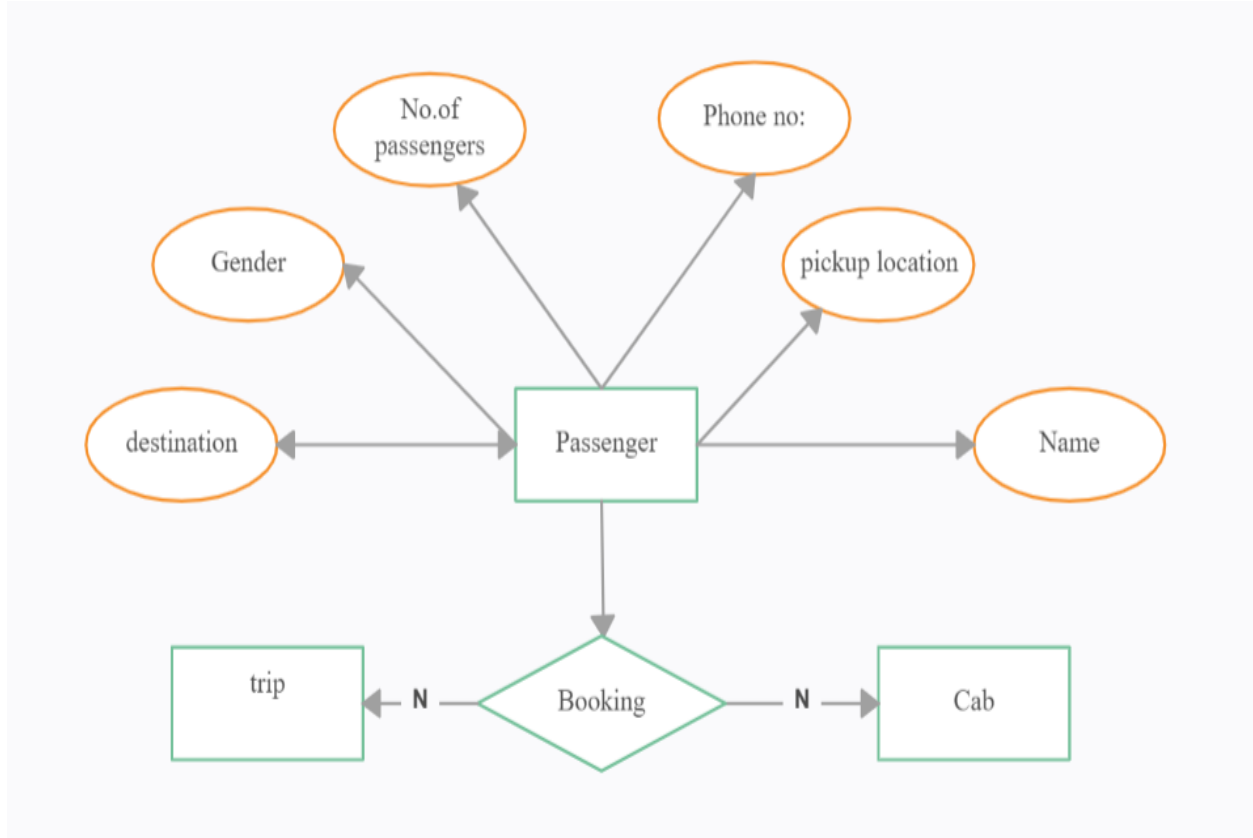 No.of
passengers
Phone no:
Gender
pickup location
destination
Passenger
Name
trip
N
Booking
N
Cab